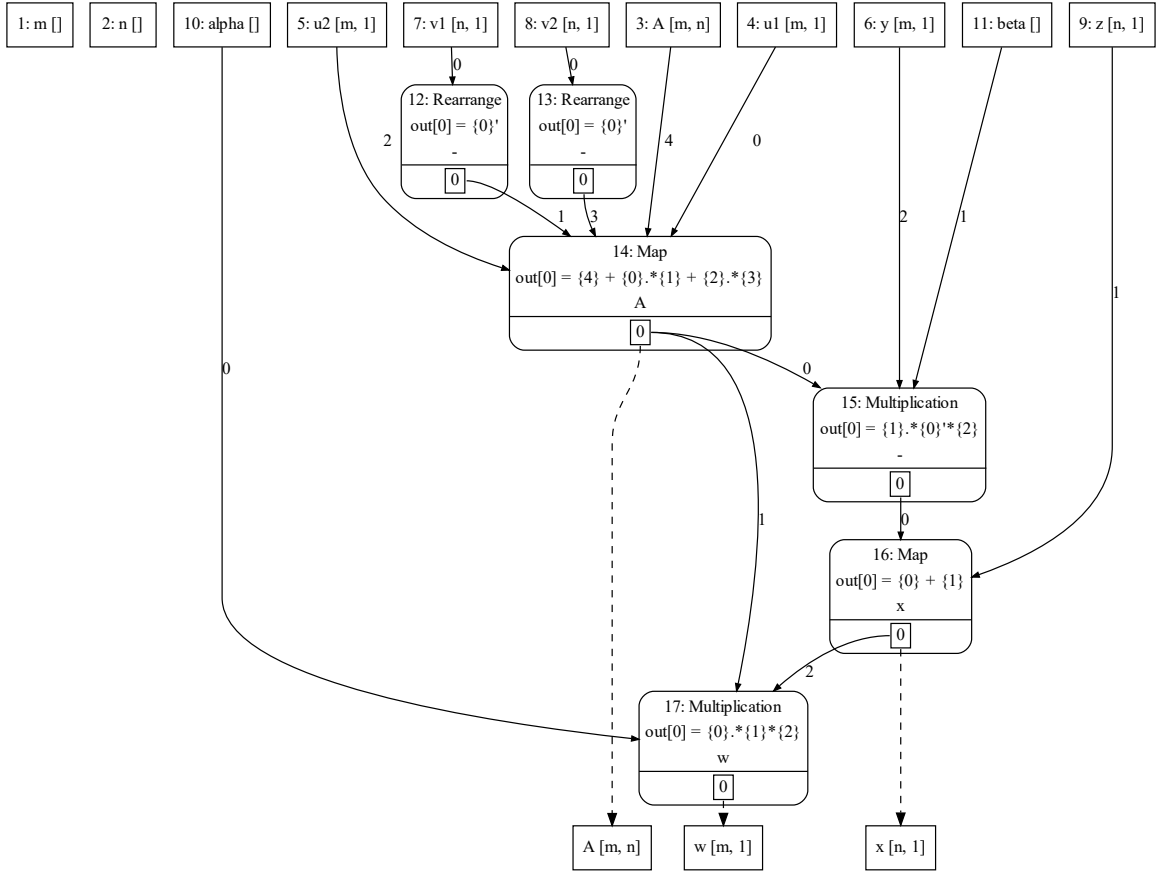 1: m []
2: n []
10: alpha []
5: u2 [m, 1]
7: v1 [n, 1]
8: v2 [n, 1]
3: A [m, n]
4: u1 [m, 1]
6: y [m, 1]
11: beta []
9: z [n, 1]
0
0
12: Rearrange
out[0] = {0}'
-
0
13: Rearrange
out[0] = {0}'
-
0
2
4
0
1
3
2
1
14: Map
out[0] = {4} + {0}.*{1} + {2}.*{3}
A
0
1
0
0
15: Multiplication
out[0] = {1}.*{0}'*{2}
-
0
1
0
16: Map
out[0] = {0} + {1}
x
0
2
17: Multiplication
out[0] = {0}.*{1}*{2}
w
0
A [m, n]
w [m, 1]
x [n, 1]